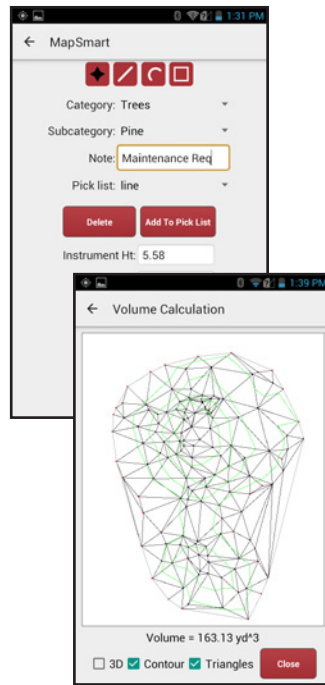 1:31 PM
MapSmart
Category: Trees
Subcategory: Pine
Note: Maintenance Req
Pick list: line
Delete Add To Pick List
Instrument Ht: 5.58
1:39 PM
Volume Calculation
Volume = 163.13 yd^3
3D Contour Triangles Close